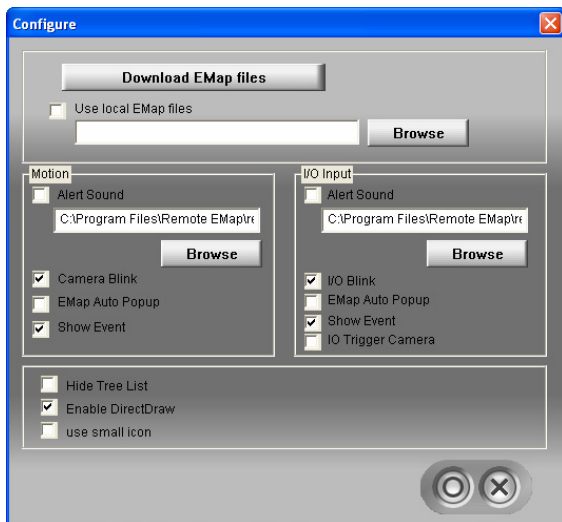 Configure
Download EMap files
Use local EMap files
Browse
Motion
Alert Sound
C:\Program Files\Remote EMap\re
Browse
Camera Blink
EMap Auto Popup
Show Event
I/O Input
Alert Sound
C:\Program Files\Remote EMap\re
Browse
I/O Blink
EMap Auto Popup
Show Event
IO Trigger Camera
Hide Tree List
Enable DirectDraw
use small icon